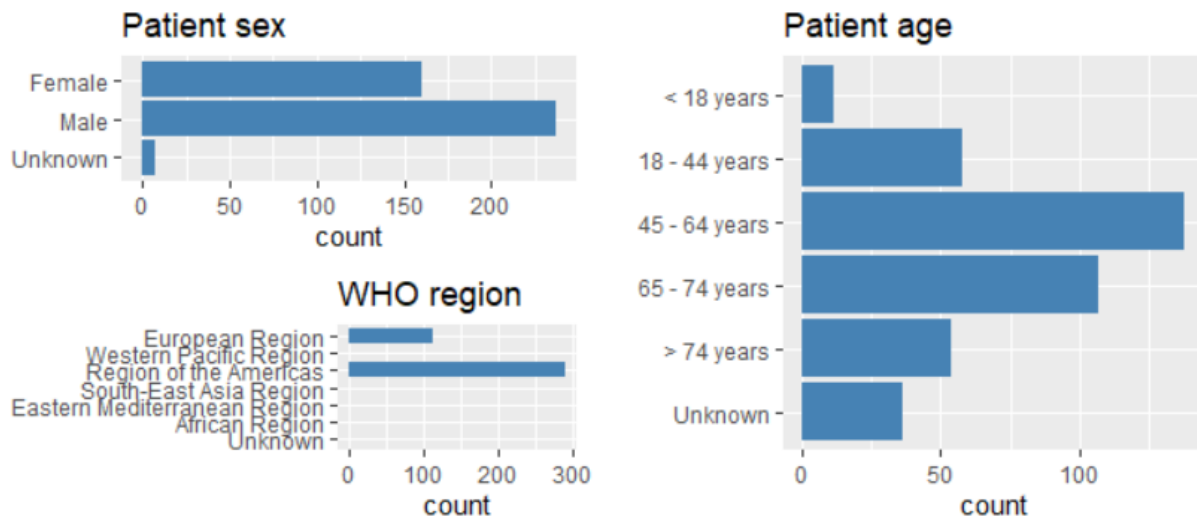 Patient sex
Female
Male
Unknown
0 50 100 150 200
count
WHO region
European Region
Western Pacific Region
Region of the Americas
South-East Asia Region
Eastern Mediterranean Region
African Region
Unknown
0 100 200 300
count
Patient age
< 18 years
18 - 44 years
45 - 64 years
65 - 74 years
> 74 years
Unknown
0 50 100
count